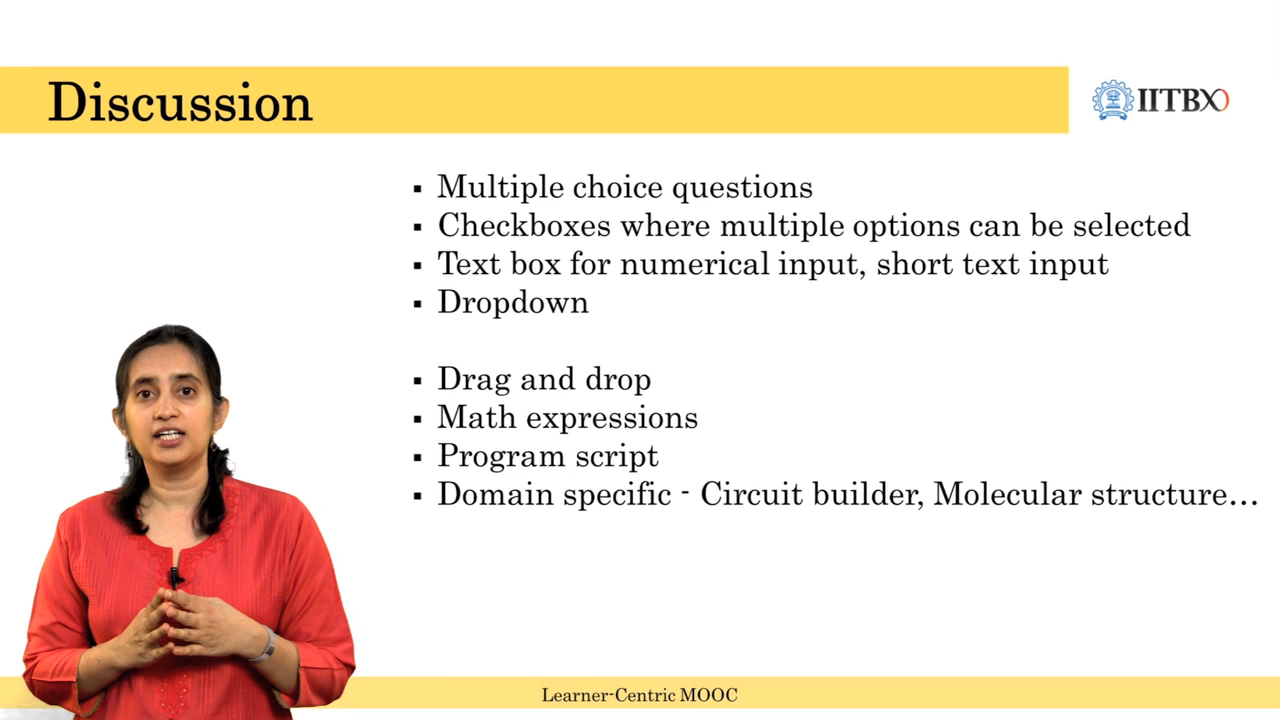 Discussion
IITBX
▪ Multiple choice questions
▪ Checkboxes where multiple options can be selected
▪ Text box for numerical input, short text input
▪ Dropdown
▪ Drag and drop
▪ Math expressions
▪ Program script
▪ Domain specific - Circuit builder, Molecular structure...
Learner-Centric MOOC